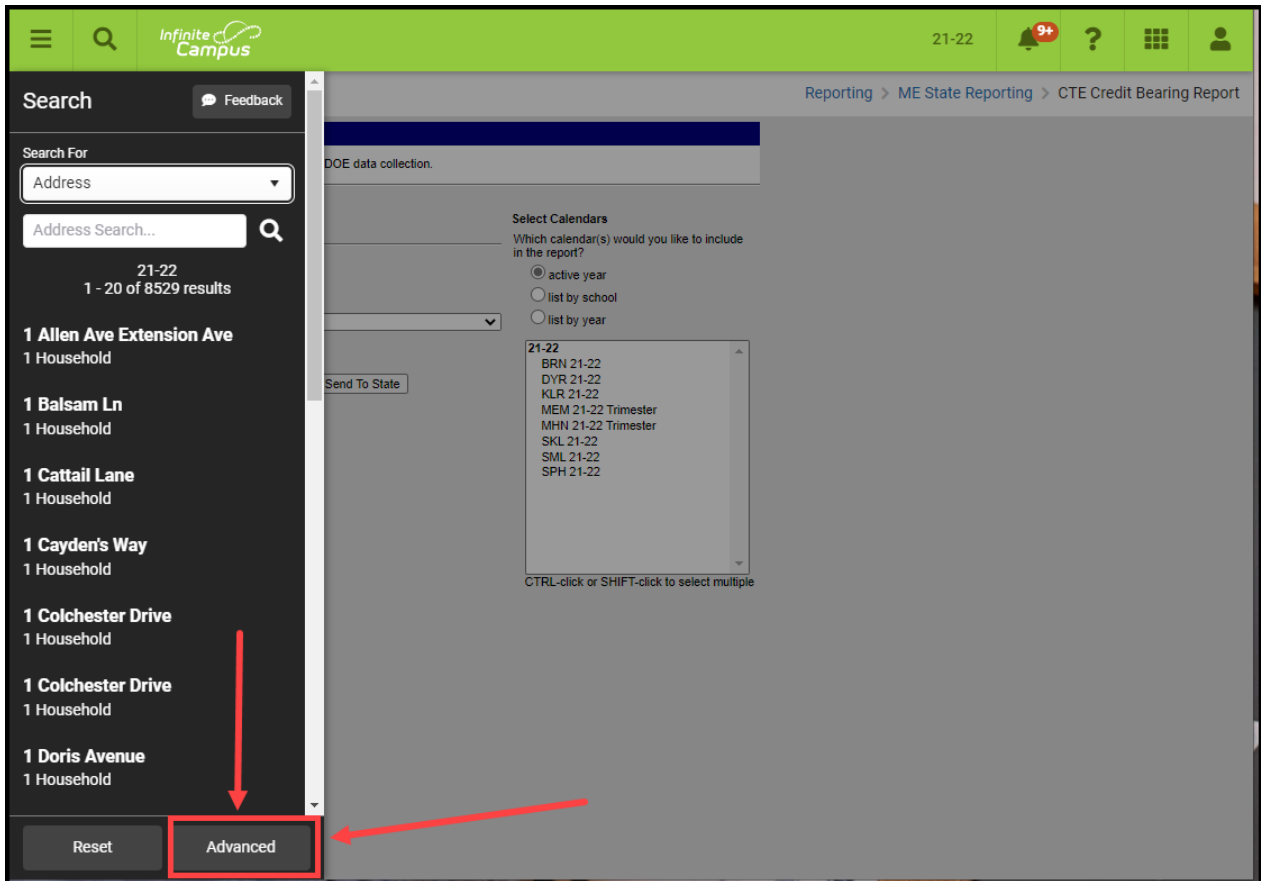 Infinite
Campus
21-22
9+
?
Search
Feedback
Reporting > ME State Reporting > CTE Credit Bearing Report
Search For
Address
Address Search...
21-22
1 - 20 of 8529 results
1 Allen Ave Extension Ave
1 Household
1 Balsam Ln
1 Household
1 Cattail Lane
1 Household
1 Cayden's Way
1 Household
1 Colchester Drive
1 Household
1 Colchester Drive
1 Household
1 Doris Avenue
1 Household
Reset
Advanced
DOE data collection.
Send To State
Select Calendars
Which calendar(s) would you like to include
in the report?
active year
list by school
list by year
21-22
BRN 21-22
DYR 21-22
KLR 21-22
MEM 21-22 Trimester
MHN 21-22 Trimester
SKL 21-22
SML 21-22
SPH 21-22
CTRL-click or SHIFT-click to select multiple